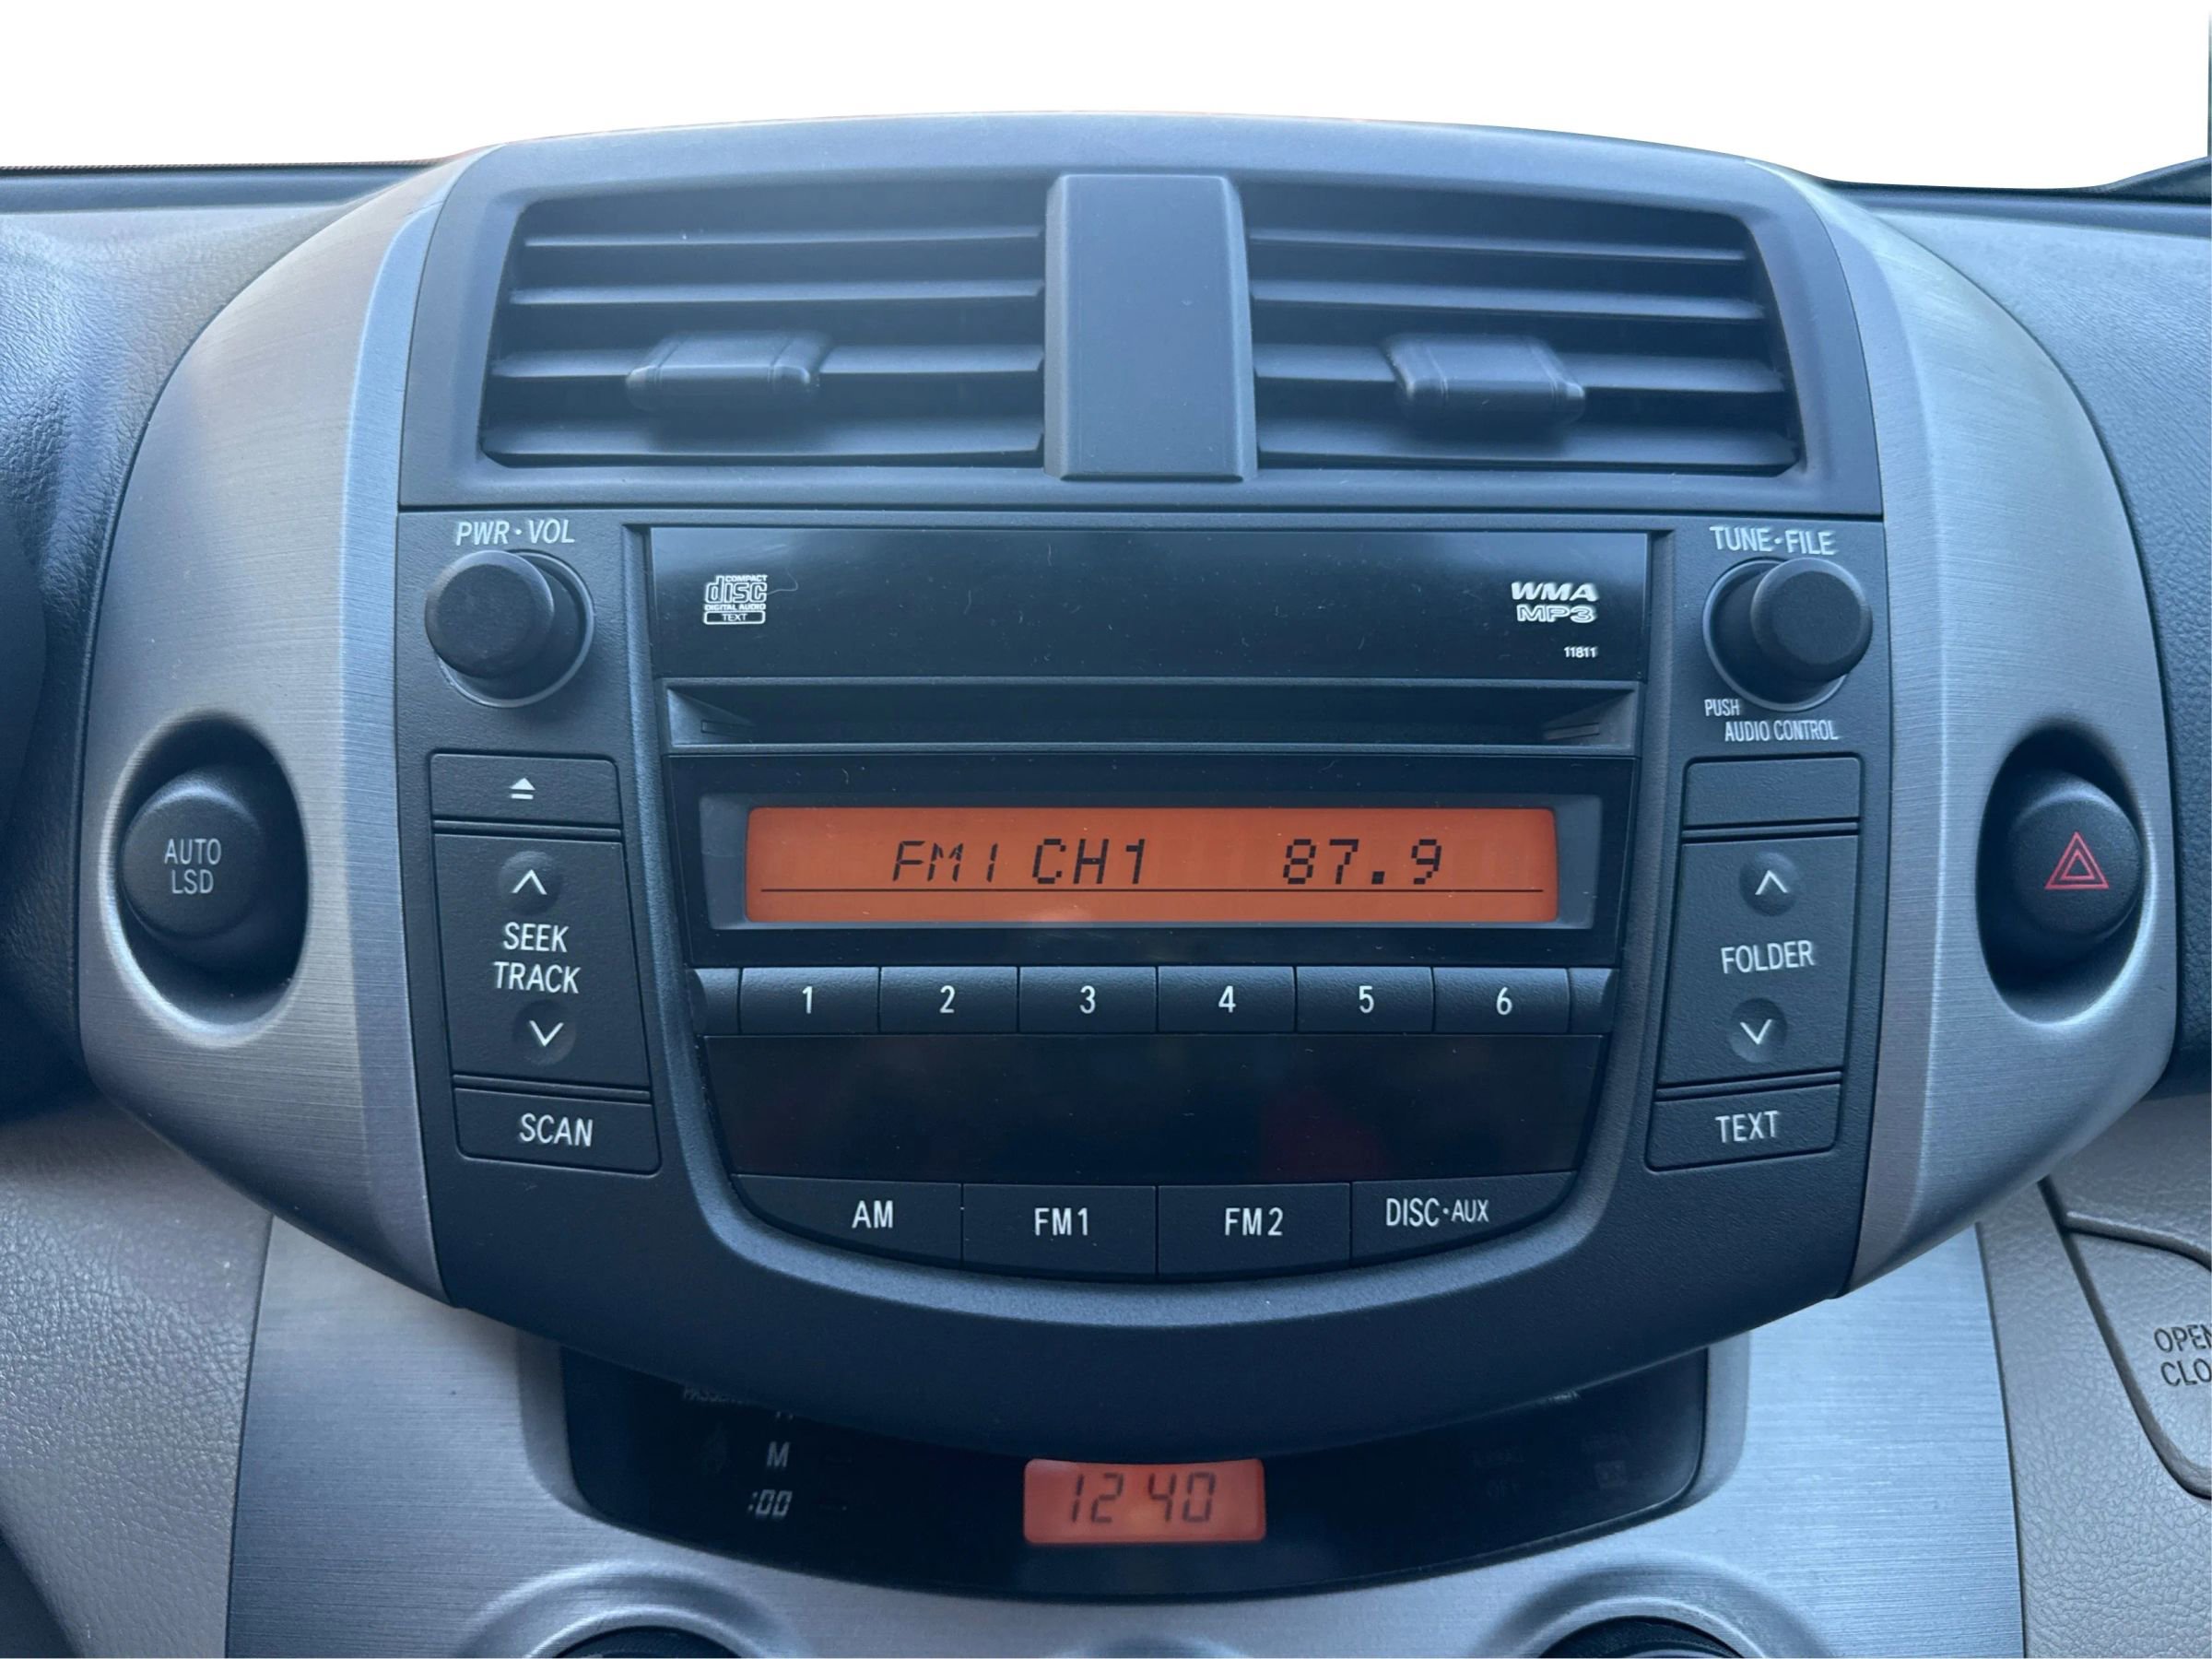 PWR•VOL
TUNE•FILE
COMPACT
disc
DIGITAL AUDIO
TEXT
WMA
MP3
11811
PUSH
AUDIO CONTROL
AUTO
LSD
FM1 CH1 87.9
SEEK
TRACK
FOLDER
1 2 3 4 5 6
SCAN
TEXT
AM FM1 FM2 DISC•AUX
M
:00
12 40